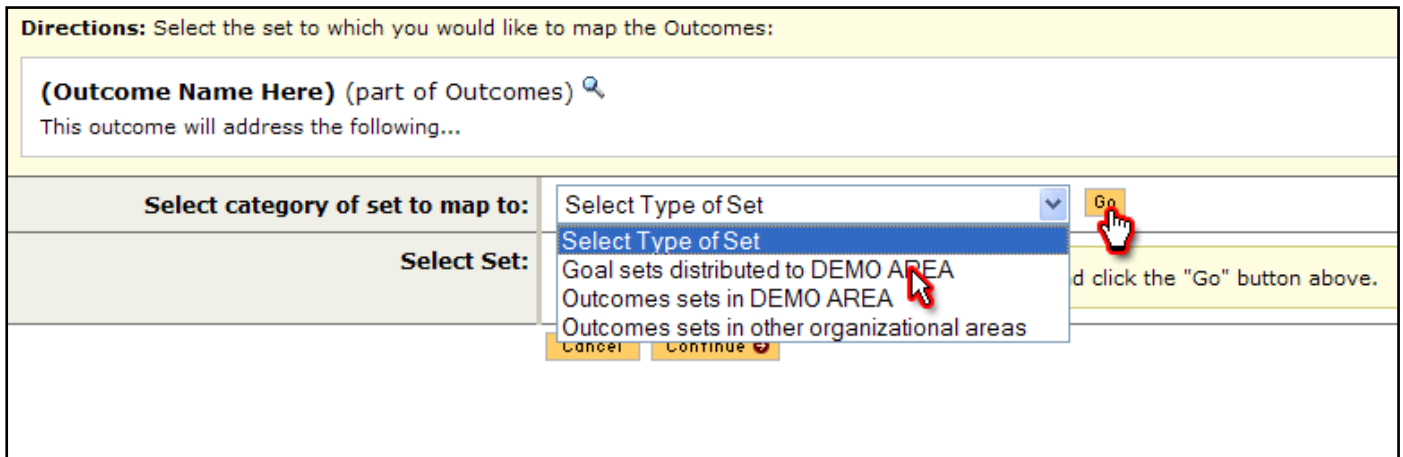 Directions: Select the set to which you would like to map the Outcomes:
(Outcome Name Here) (part of Outcomes)
This outcome will address the following...
Select category of set to map to:
Select Type of Set
Go
Select Type of Set
Select Set:
Goal sets distributed to DEMO AREA
d click the "Go" button above.
Outcomes sets in DEMO AREA
Outcomes sets in other organizational areas
Cancel
Continue